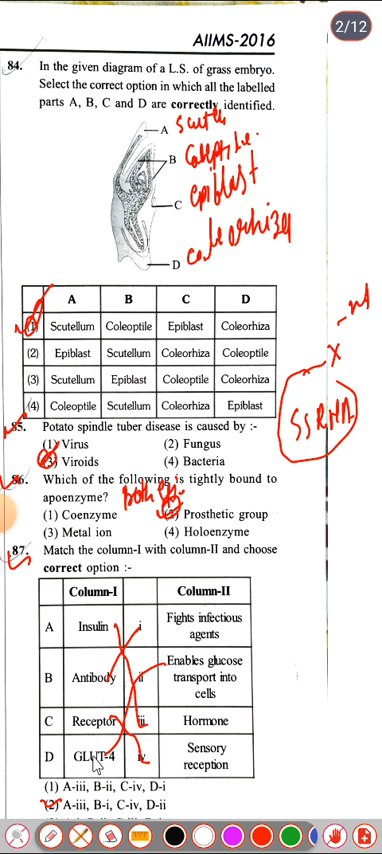 2/12
AIIMS-2016
84. In the given diagram of a L.S. of grass embryo.
Select the correct option in which all the labelled
parts A, B, C and D are correctly identified.
A
B
C
D
epiblast
A B C D
(1) Scutellum Coleoptile Epiblast Coleorhiza
(2) Epiblast Scutellum Coleorhiza Coleoptile
(3) Scutellum Epiblast Coleoptile Coleorhiza
(4) Coleoptile Scutellum Coleorhiza Epiblast
SSRNA
85. Potato spindle tuber disease is caused by :-
(1) Virus (2) Fungus
(3) Viroids (4) Bacteria
86. Which of the following is tightly bound to
apoenzyme?
(1) Coenzyme (2) Prosthetic group
(3) Metal ion (4) Holoenzyme
87. Match the column-I with column-II and choose
correct option :-
Column-I Column-II
A Insulin i Fights infectious
agents
B Antibody ii Enables glucose
transport into
cells
C Receptor iii Hormone
D GLUT-4 iv Sensory
reception
(1) A-iii, B-ii, C-iv, D-i
(2) A-iii, B-i, C-iv, D-ii